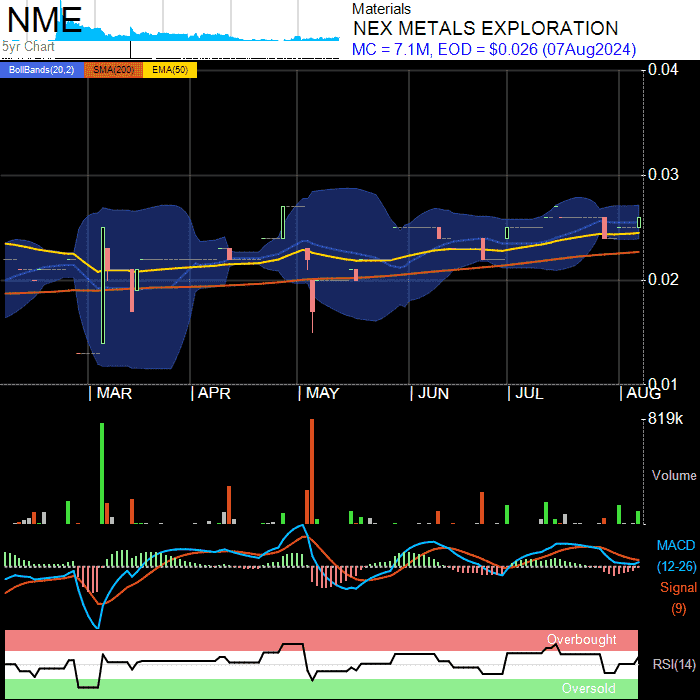 NME
5yr Chart
Materials
NEX METALS EXPLORATION
MC = 7.1M, EOD = $0.026 (07Aug2024)
BollBands(20,2) SMA(200) EMA(50)
0.04
0.03
0.02
0.01
MAR APR MAY JUN JUL AUG
819k
Volume
MACD
(12-26)
Signal
(9)
Overbought
RSI(14)
Oversold